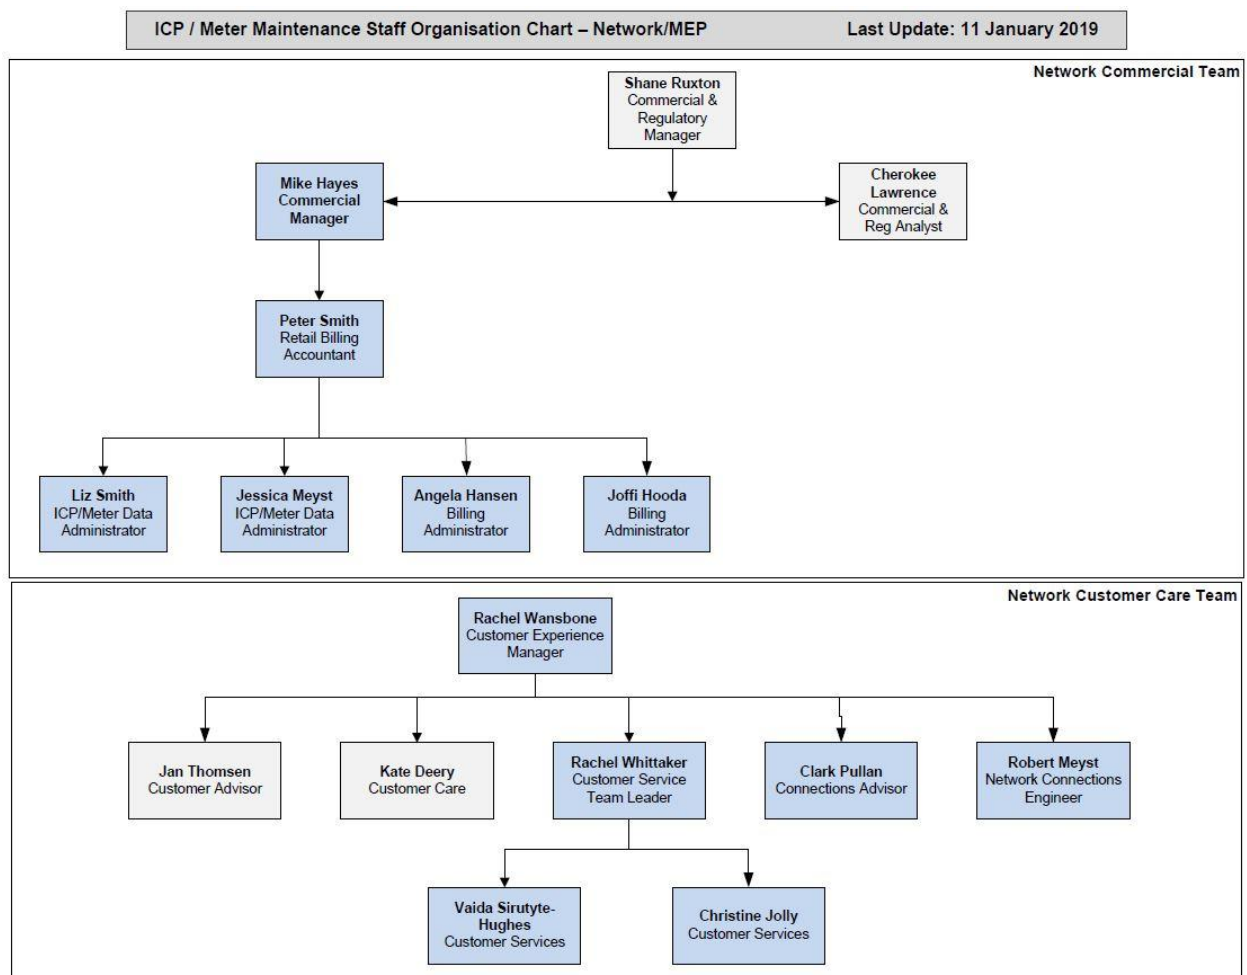 ICP / Meter Maintenance Staff Organisation Chart – Network/MEP Last Update: 11 January 2019
Network Commercial Team
Shane Ruxton
Commercial &
Regulatory
Manager
Mike Hayes
Commercial
Manager
Cherokee
Lawrence
Commercial &
Reg Analyst
Peter Smith
Retail Billing
Accountant
Liz Smith
ICP/Meter Data
Administrator
Jessica Meyst
ICP/Meter Data
Administrator
Angela Hansen
Billing
Administrator
Joffi Hooda
Billing
Administrator
Network Customer Care Team
Rachel Wansbone
Customer Experience
Manager
Jan Thomsen
Customer Advisor
Kate Deery
Customer Care
Rachel Whittaker
Customer Service
Team Leader
Clark Pullan
Connections Advisor
Robert Meyst
Network Connections
Engineer
Vaida Sirutyte-
Hughes
Customer Services
Christine Jolly
Customer Services